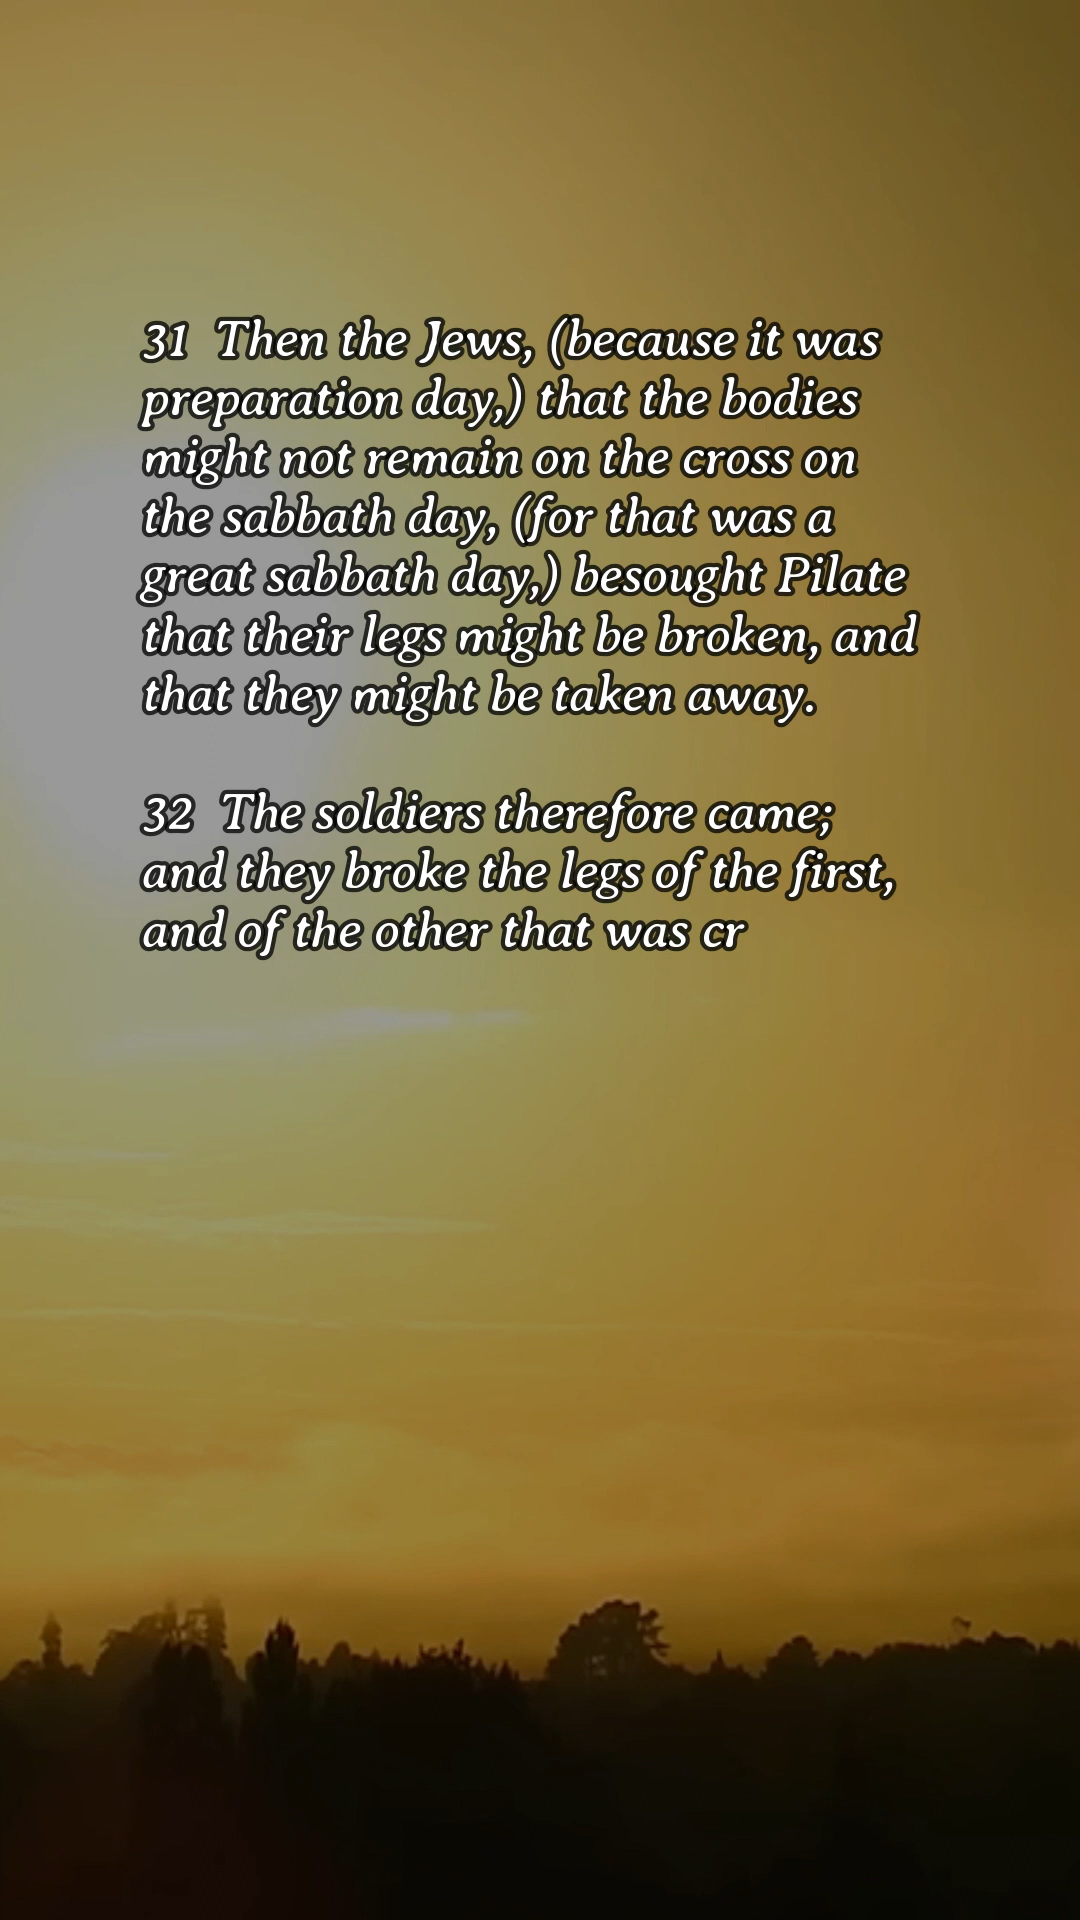 31  Then the Jews, (because it was
preparation day,) that the bodies
might not remain on the cross on
the sabbath day, (for that was a
great sabbath day,) besought Pilate
that their legs might be broken, and
that they might be taken away.
32  The soldiers therefore came;
and they broke the legs of the first,
and of the other that was cr